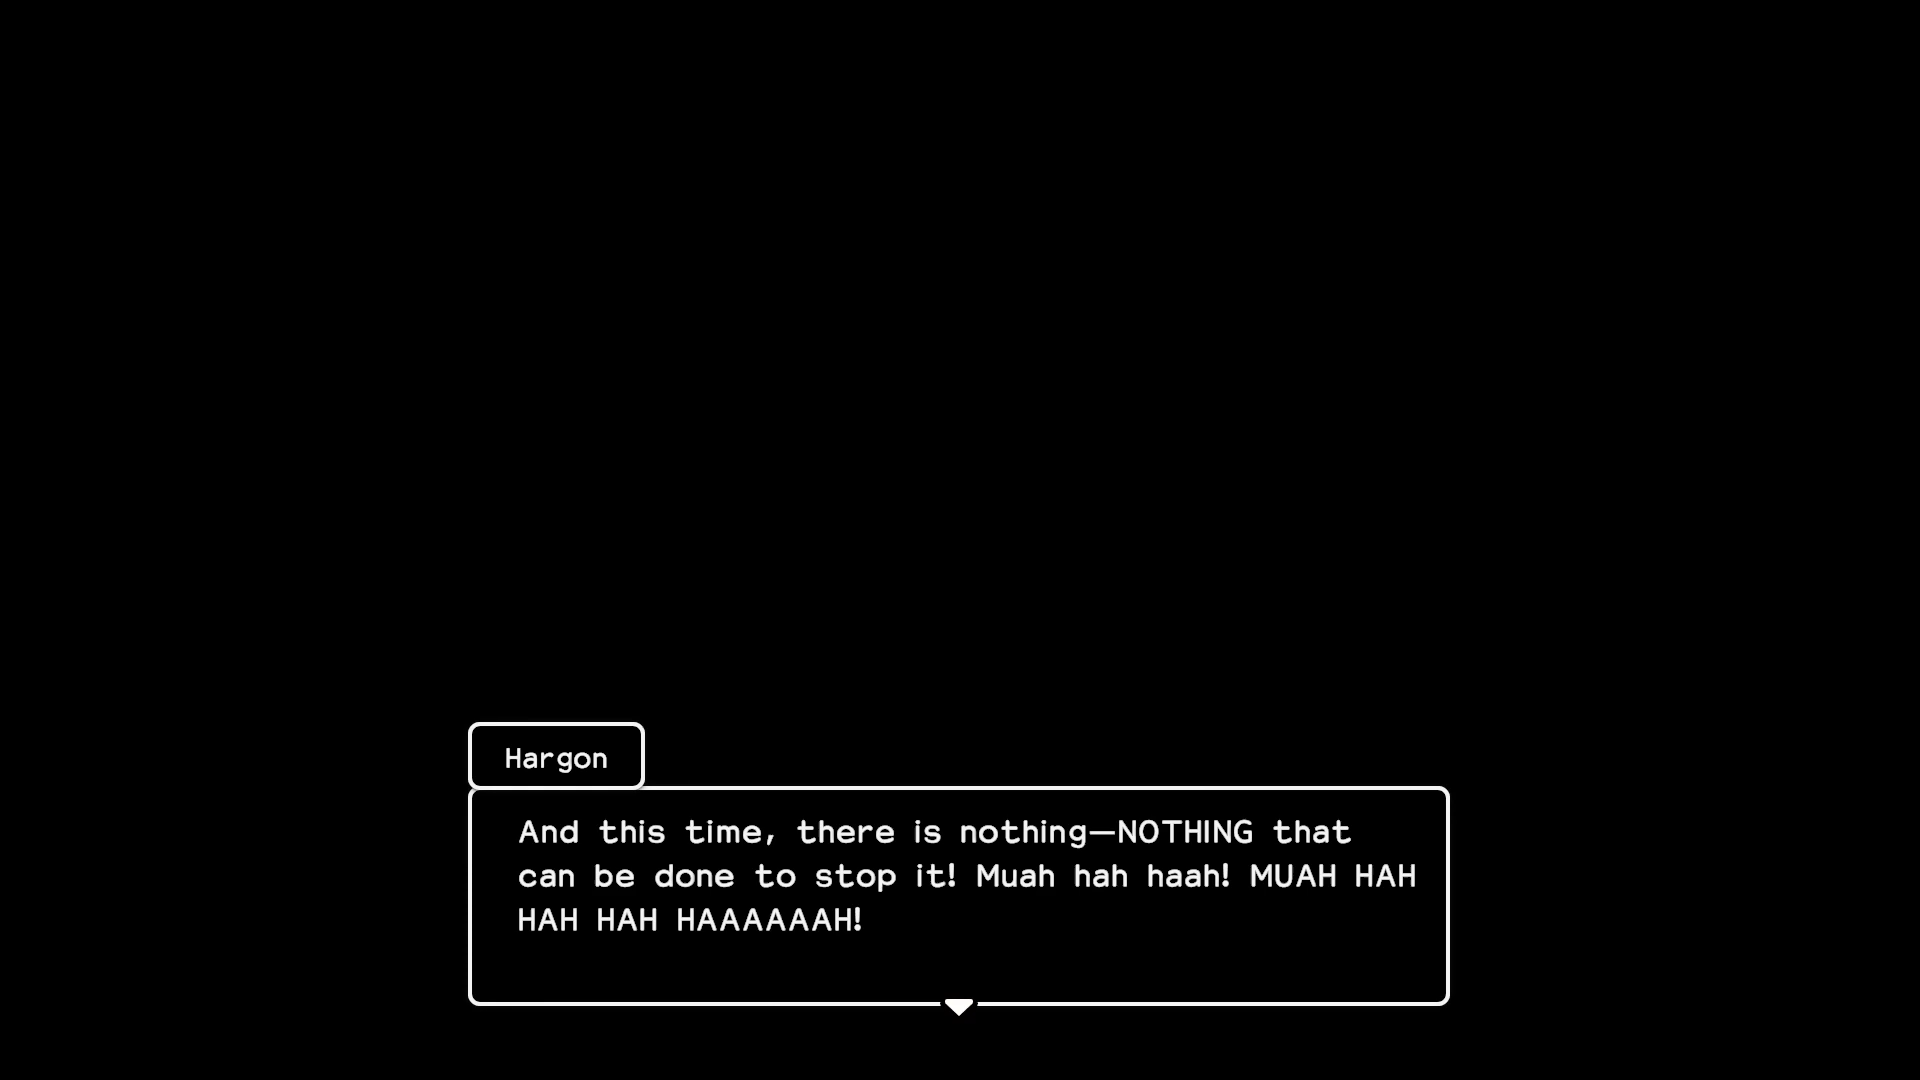 Hargon
And this time, there is nothing—NOTHING that
can be done to stop it! Muah hah haah! MUAH HAH
HAH HAH HAAAAAAH!